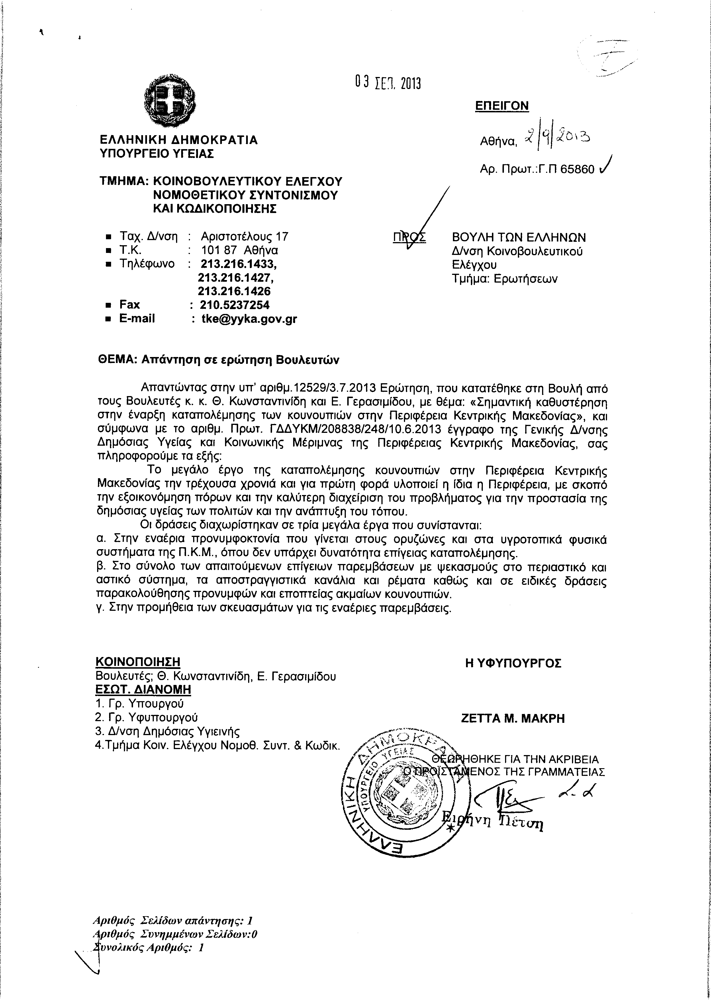 03 ΣΕΠ. 2013
ΕΠΕΙΓΟΝ
ΕΛΛΗΝΙΚΗ ΔΗΜΟΚΡΑΤΙΑ
ΥΠΟΥΡΓΕΙΟ ΥΓΕΙΑΣ
Αθήνα, 2/9/2013
Αρ. Πρωτ.:Γ.Π 65860
ΤΜΗΜΑ: ΚΟΙΝΟΒΟΥΛΕΥΤΙΚΟΥ ΕΛΕΓΧΟΥ
ΝΟΜΟΘΕΤΙΚΟΥ ΣΥΝΤΟΝΙΣΜΟΥ
ΚΑΙ ΚΩΔΙΚΟΠΟΙΗΣΗΣ
▪ Ταχ. Δ/νση : Αριστοτέλους 17
▪ Τ.Κ. : 101 87 Αθήνα
▪ Τηλέφωνο : 213.216.1433,
213.216.1427,
213.216.1426
▪ Fax : 210.5237254
▪ E-mail : tke@yyka.gov.gr
ΠΡΟΣ ΒΟΥΛΗ ΤΩΝ ΕΛΛΗΝΩΝ
Δ/νση Κοινοβουλευτικού
Ελέγχου
Τμήμα: Ερωτήσεων
ΘΕΜΑ: Απάντηση σε ερώτηση Βουλευτών
Απαντώντας στην υπ' αριθμ.12529/3.7.2013 Ερώτηση, που κατατέθηκε στη Βουλή από
τους Βουλευτές κ. κ. Θ. Κωνσταντινίδη και Ε. Γερασιμίδου, με θέμα: «Σημαντική καθυστέρηση
στην έναρξη καταπολέμησης των κουνουπιών στην Περιφέρεια Κεντρικής Μακεδονίας», και
σύμφωνα με το αριθμ. Πρωτ. ΓΔΔΥΚΜ/208838/248/10.6.2013 έγγραφο της Γενικής Δ/νσης
Δημόσιας Υγείας και Κοινωνικής Μέριμνας της Περιφέρειας Κεντρικής Μακεδονίας, σας
πληροφορούμε τα εξής:
Το μεγάλο έργο της καταπολέμησης κουνουπιών στην Περιφέρεια Κεντρικής
Μακεδονίας την τρέχουσα χρονιά και για πρώτη φορά υλοποιεί η ίδια η Περιφέρεια, με σκοπό
την εξοικονόμηση πόρων και την καλύτερη διαχείριση του προβλήματος για την προστασία της
δημόσιας υγείας των πολιτών και την ανάπτυξη του τόπου.
Οι δράσεις διαχωρίστηκαν σε τρία μεγάλα έργα που συνίστανται:
α. Στην εναέρια προνυμφοκτονία που γίνεται στους ορυζώνες και στα υγροτοπικά φυσικά
συστήματα της Π.Κ.Μ., όπου δεν υπάρχει δυνατότητα επίγειας καταπολέμησης.
β. Στο σύνολο των απαιτούμενων επίγειων παρεμβάσεων με ψεκασμούς στο περιαστικό και
αστικό σύστημα, τα αποστραγγιστικά κανάλια και ρέματα καθώς και σε ειδικές δράσεις
παρακολούθησης προνυμφών και εποπτείας ακμαίων κουνουπιών.
γ. Στην προμήθεια των σκευασμάτων για τις εναέριες παρεμβάσεις.
ΚΟΙΝΟΠΟΙΗΣΗ
Βουλευτές; Θ. Κωνσταντινίδη, Ε. Γερασιμίδου
ΕΣΩΤ. ΔΙΑΝΟΜΗ
1. Γρ. Υπουργού
2. Γρ. Υφυπουργού
3. Δ/νση Δημόσιας Υγιεινής
4.Τμήμα Κοιν. Ελέγχου Νομοθ. Συντ. & Κωδικ.
Η ΥΦΥΠΟΥΡΓΟΣ
ΖΕΤΤΑ Μ. ΜΑΚΡΗ
ΕΛΛΗΝΙΚΗ ΔΗΜΟΚΡΑΤΙΑ
ΥΠΟΥΡΓΕΙΟ ΥΓΕΙΑΣ
ΘΕΩΡΗΘΗΚΕ ΓΙΑ ΤΗΝ ΑΚΡΙΒΕΙΑ
Ο ΠΡΟΪΣΤΑΜΕΝΟΣ ΤΗΣ ΓΡΑΜΜΑΤΕΙΑΣ
Ειρήνη Πέτση
Αριθμός Σελίδων απάντησης: 1
Αριθμός Συνημμένων Σελίδων:0
Συνολικός Αριθμός: 1